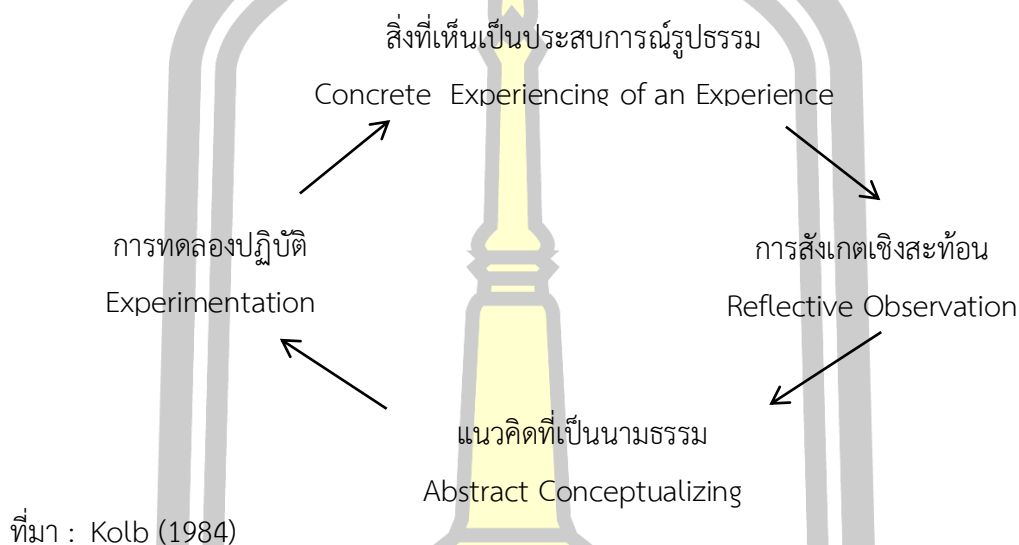 สิ่งที่เห็นเป็นประสบการณ์รูปธรรม
Concrete Experiencing of an Experience
การทดลองปฏิบัติ
Experimentation
การสังเกตเชิงสะท้อน
Reflective Observation
แนวคิดที่เป็นนามธรรม
Abstract Conceptualizing
ที่มา : Kolb (1984)